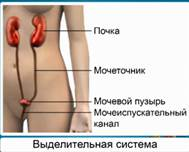 Почка
Мочеточник
Мочевой пузырь
Мочеиспускательный
канал
Выделительная система